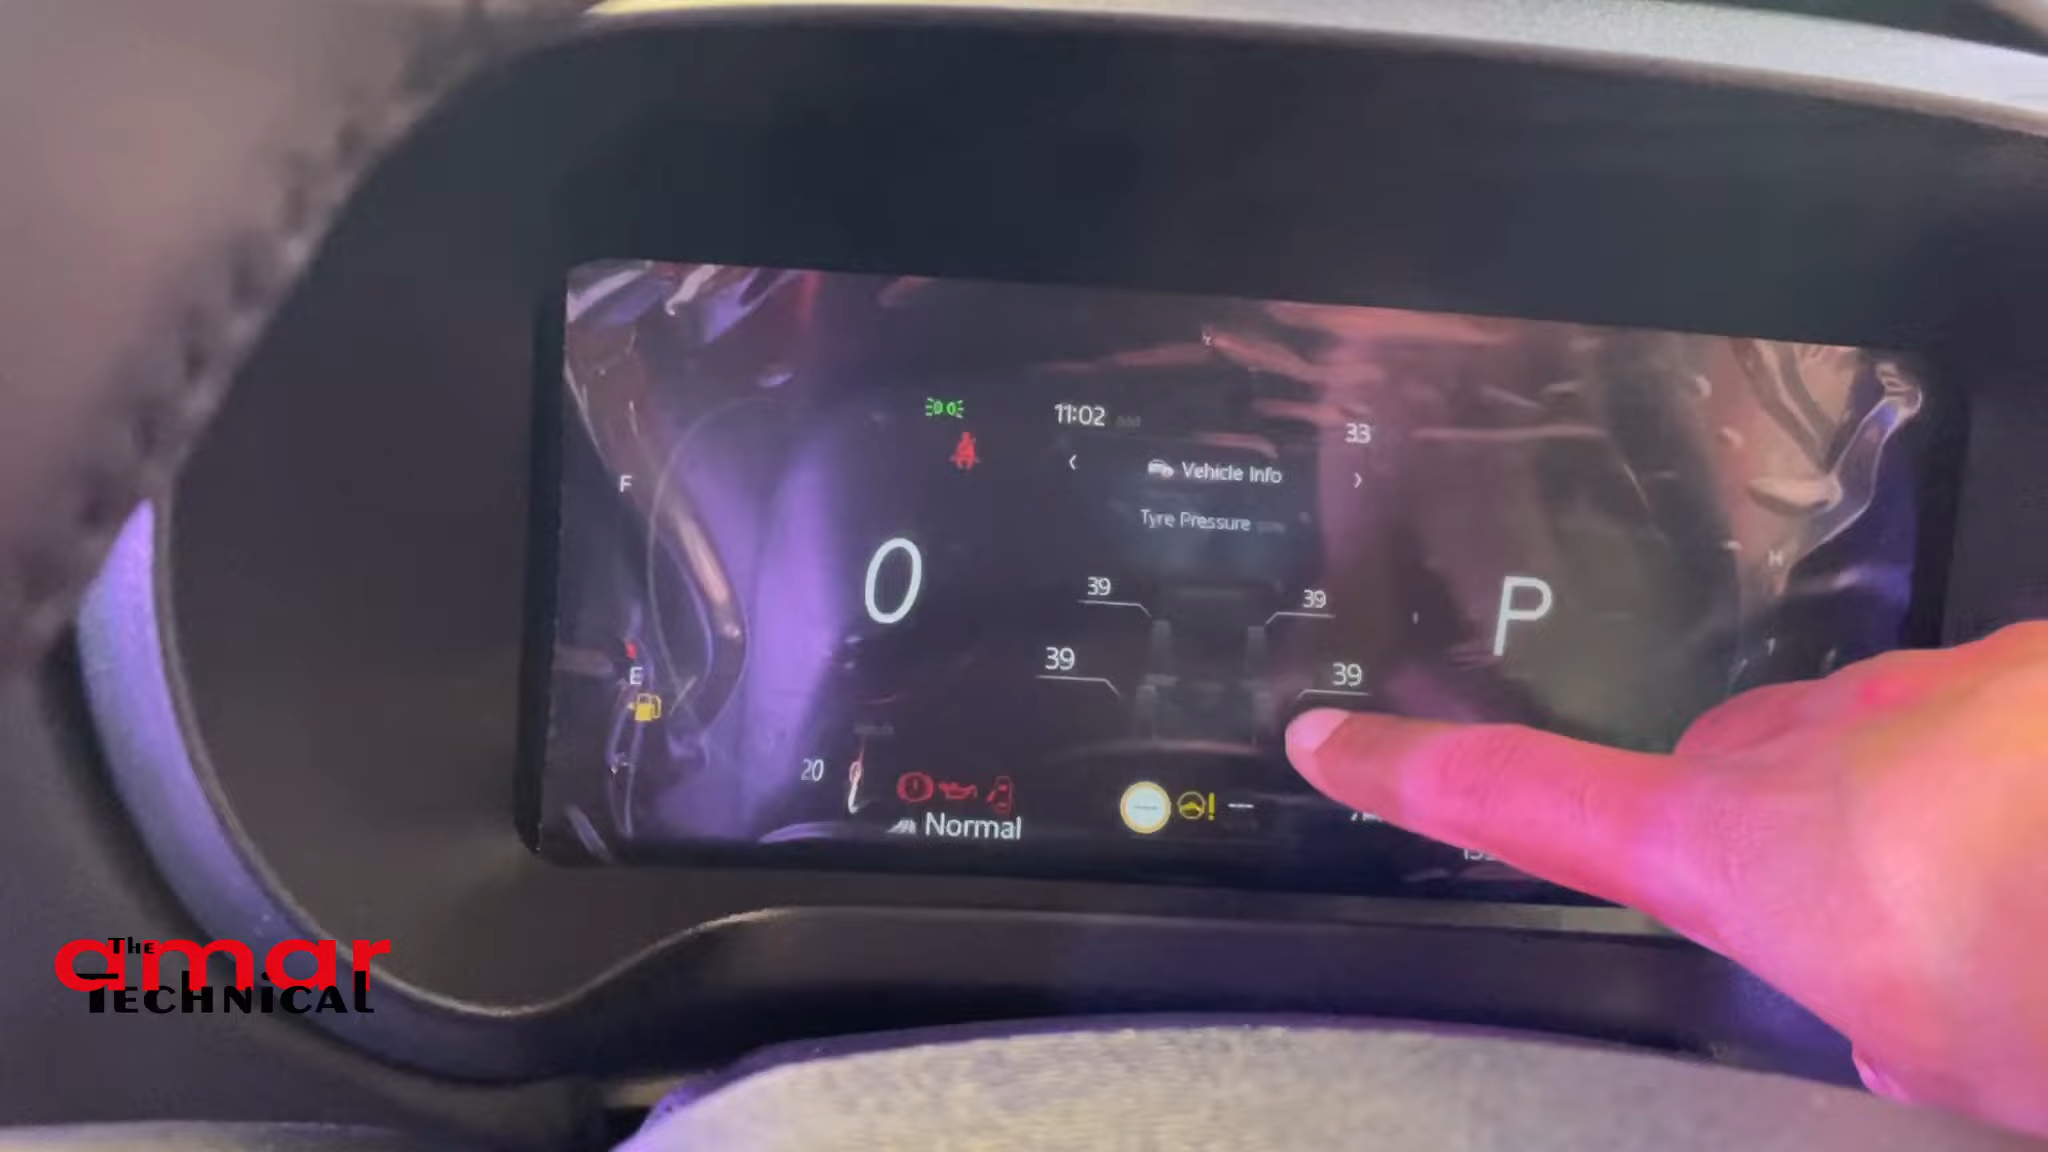 11:02
33
< Vehicle Info >
Tyre Pressure
F
0
39
39
P
H
39
39
E
20
Normal
---
The
amar
Technical